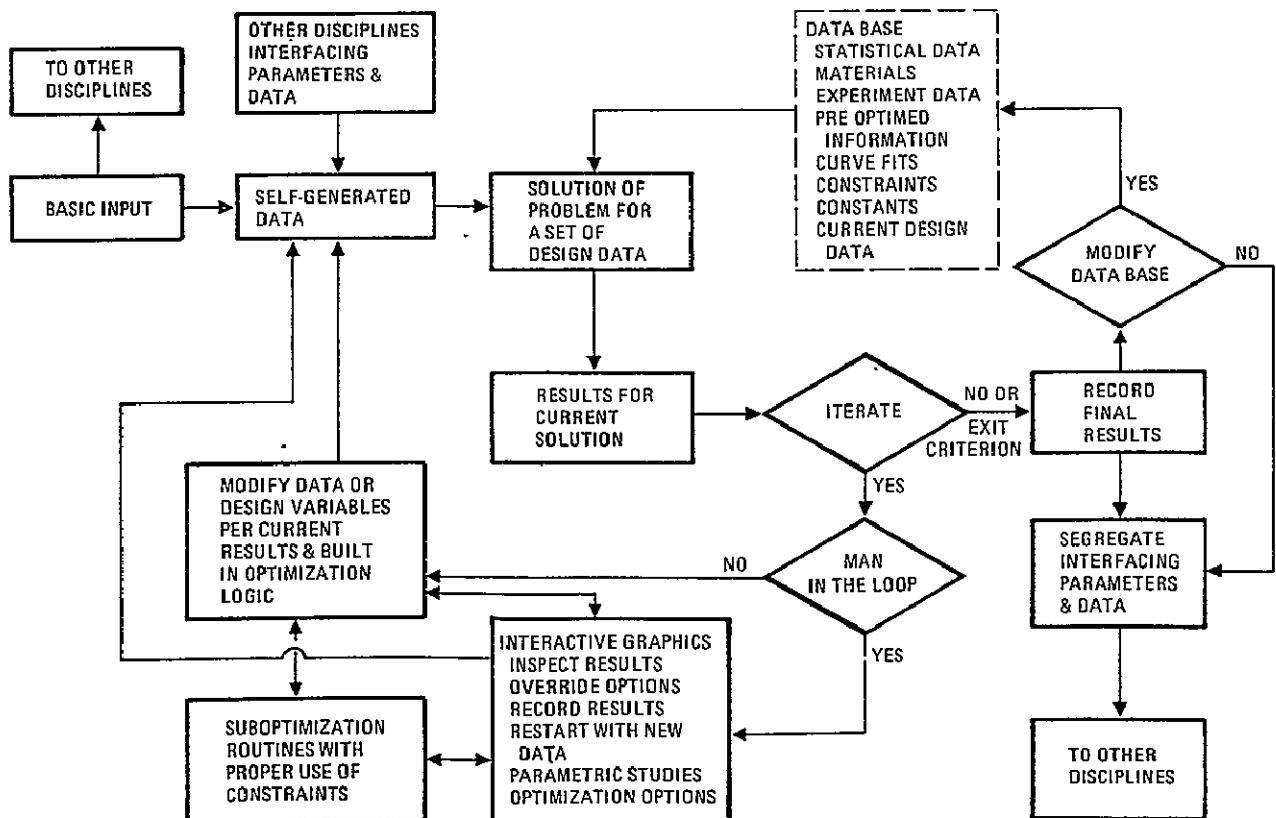 TO OTHER
DISCIPLINES
OTHER DISCIPLINES
INTERFACING
PARAMETERS &
DATA
DATA BASE
STATISTICAL DATA
MATERIALS
EXPERIMENT DATA
PRE OPTIMED
INFORMATION
CURVE FITS
CONSTRAINTS
CONSTANTS
CURRENT DESIGN
DATA
BASIC INPUT
SELF-GENERATED
DATA
SOLUTION OF
PROBLEM FOR
A SET OF
DESIGN DATA
YES
MODIFY
DATA BASE
NO
RESULTS FOR
CURRENT
SOLUTION
ITERATE
NO OR
EXIT
CRITERION
RECORD
FINAL
RESULTS
YES
MODIFY DATA OR
DESIGN VARIABLES
PER CURRENT
RESULTS & BUILT
IN OPTIMIZATION
LOGIC
NO
MAN
IN THE LOOP
YES
SEGREGATE
INTERFACING
PARAMETERS
& DATA
INTERACTIVE GRAPHICS
INSPECT RESULTS
OVERRIDE OPTIONS
RECORD RESULTS
RESTART WITH NEW
DATA
PARAMETRIC STUDIES
OPTIMIZATION OPTIONS
SUBOPTIMIZATION
ROUTINES WITH
PROPER USE OF
CONSTRAINTS
TO OTHER
DISCIPLINES